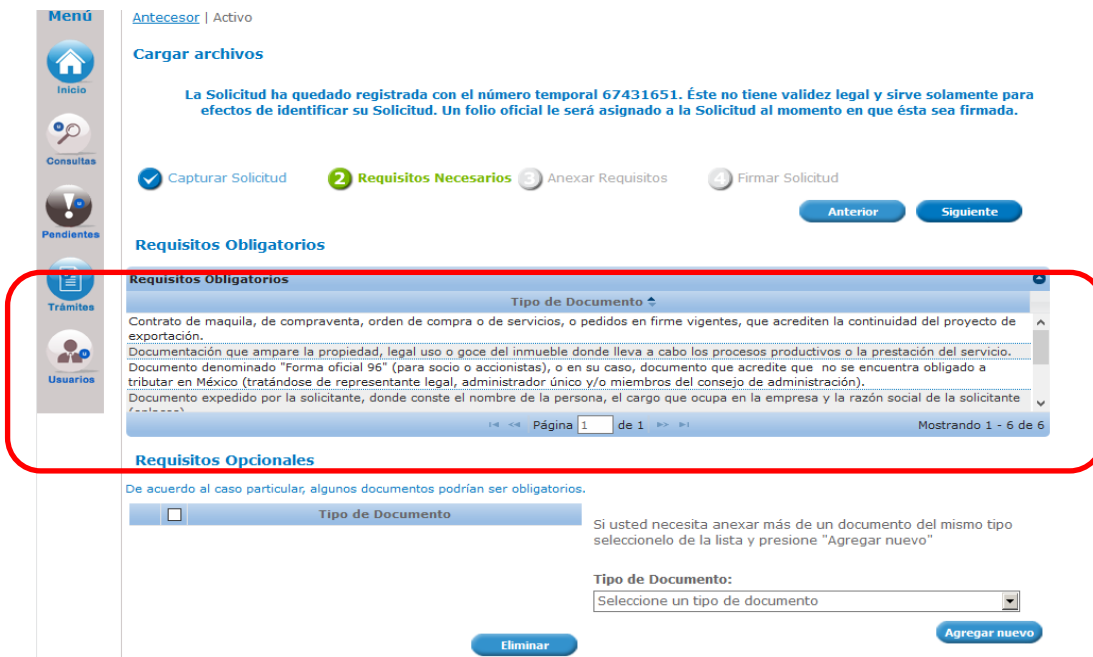 Menú
Antecesor | Activo
Cargar archivos
Inicio
La Solicitud ha quedado registrada con el número temporal 67431651. Éste no tiene validez legal y sirve solamente para
efectos de identificar su Solicitud. Un folio oficial le será asignado a la Solicitud al momento en que ésta sea firmada.
Consultas
Capturar Solicitud 2 Requisitos Necesarios 3 Anexar Requisitos 4 Firmar Solicitud
Anterior Siguiente
Pendientes
Requisitos Obligatorios
Requisitos Obligatorios
Tipo de Documento
Trámites
Contrato de maquila, de compraventa, orden de compra o de servicios, o pedidos en firme vigentes, que acrediten la continuidad del proyecto de
exportación.
Documentación que ampare la propiedad, legal uso o goce del inmueble donde lleva a cabo los procesos productivos o la prestación del servicio.
Documento denominado "Forma oficial 96" (para socio o accionistas), o en su caso, documento que acredite que no se encuentra obligado a
tributar en México (tratándose de representante legal, administrador único y/o miembros del consejo de administración).
Usuarios
Documento expedido por la solicitante, donde conste el nombre de la persona, el cargo que ocupa en la empresa y la razón social de la solicitante
Página 1 de 1 Mostrando 1 - 6 de 6
Requisitos Opcionales
De acuerdo al caso particular, algunos documentos podrían ser obligatorios.
Tipo de Documento
Si usted necesita anexar más de un documento del mismo tipo
seleccionelo de la lista y presione "Agregar nuevo"
Tipo de Documento:
Seleccione un tipo de documento
Agregar nuevo
Eliminar